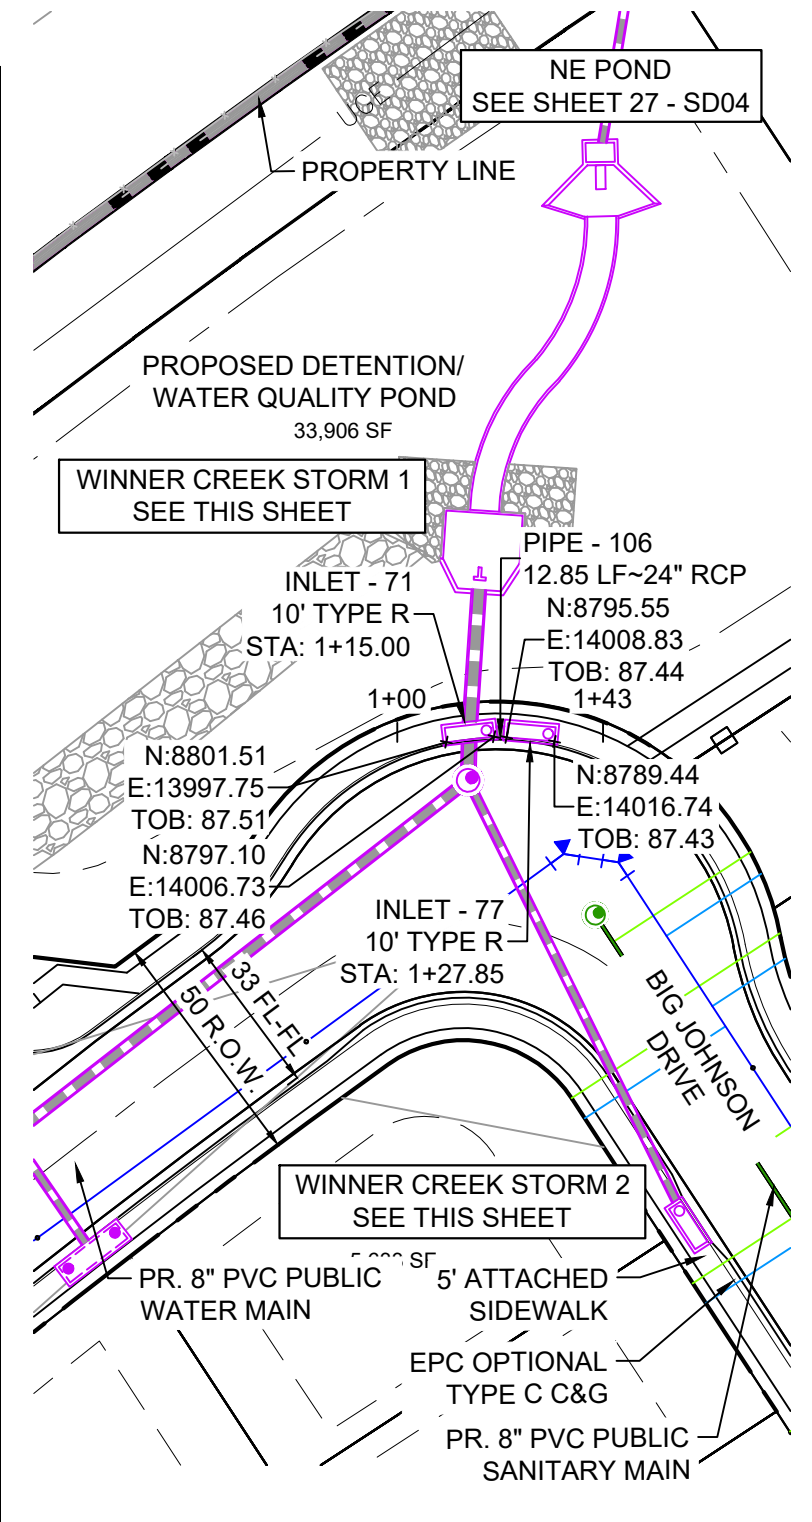 NE POND
SEE SHEET 27 - SD04
UGE
PROPERTY LINE
PROPOSED DETENTION/
WATER QUALITY POND
33,906 SF
WINNER CREEK STORM 1
SEE THIS SHEET
PIPE - 106
12.85 LF~24" RCP
INLET - 71
10' TYPE R
STA: 1+15.00
N:8795.55
E:14008.83
TOB: 87.44
1+00
1+43
N:8801.51
E:13997.75
TOB: 87.51
N:8789.44
E:14016.74
TOB: 87.43
N:8797.10
E:14006.73
TOB: 87.46
INLET - 77
10' TYPE R
STA: 1+27.85
33 FL-FL
50 R.O.W.
BIG JOHNSON
DRIVE
WINNER CREEK STORM 2
SEE THIS SHEET
SF
PR. 8" PVC PUBLIC
WATER MAIN
5' ATTACHED
SIDEWALK
EPC OPTIONAL
TYPE C C&G
PR. 8" PVC PUBLIC
SANITARY MAIN